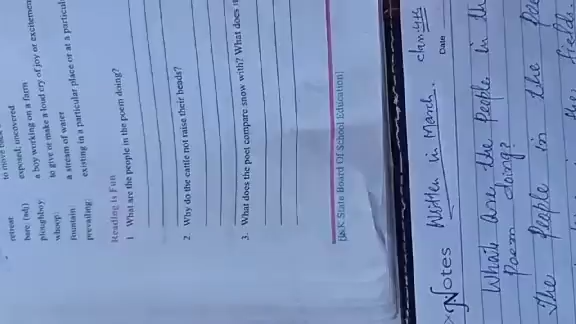 retreat
bare (adj)
exposed; uncovered
ploughboy
a boy working on a farm
whoop
to give or make a loud cry of joy or excitement
fountain
a stream of water
prevailing
existing in a particular place or at a particular
Reading is Fun
1. What are the people in the poem doing?
2. Why do the cattle not raise their heads?
3. What does the poet compare snow with? What does
State Board Of School Education
Notes Written in March. class 4th
Date
What are the People in the
Poem doing?
The People in the
the field.